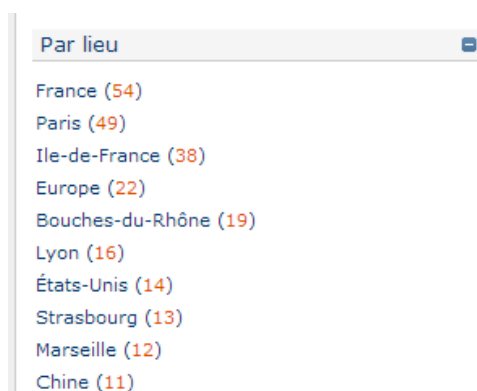 Par lieu
France (54)
Paris (49)
Ile-de-France (38)
Europe (22)
Bouches-du-Rhône (19)
Lyon (16)
États-Unis (14)
Strasbourg (13)
Marseille (12)
Chine (11)